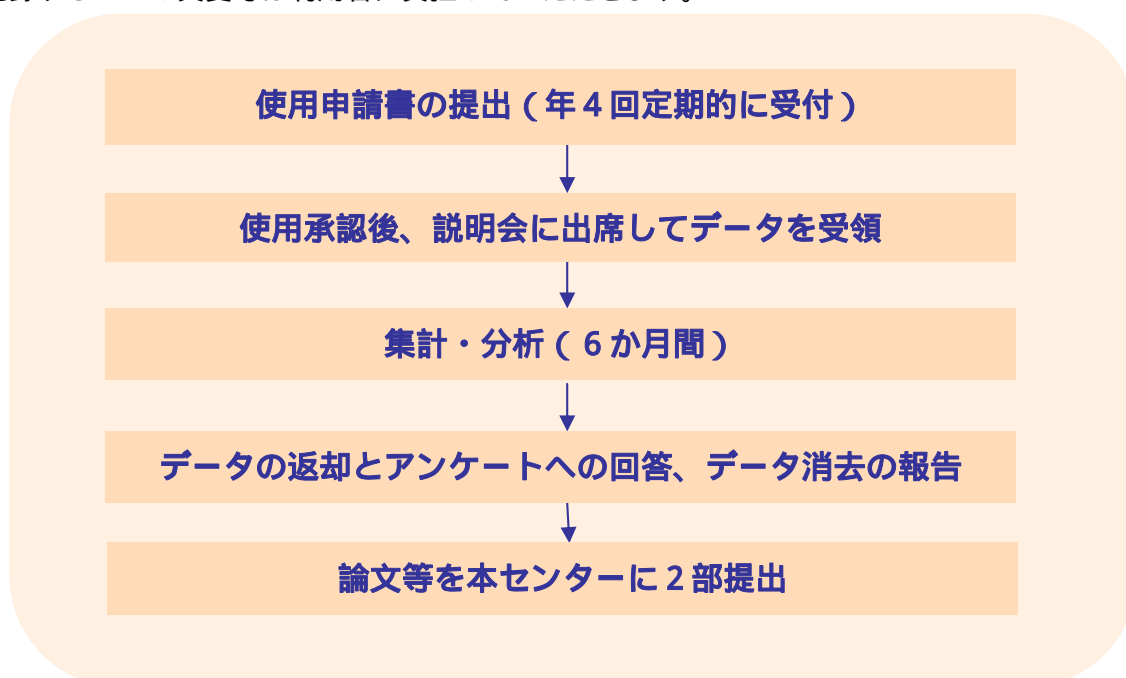 使用申請書の提出（年４回定期的に受付）
使用承認後、説明会に出席してデータを受領
集計・分析（６か月間）
データの返却とアンケートへの回答、データ消去の報告
論文等を本センターに２部提出